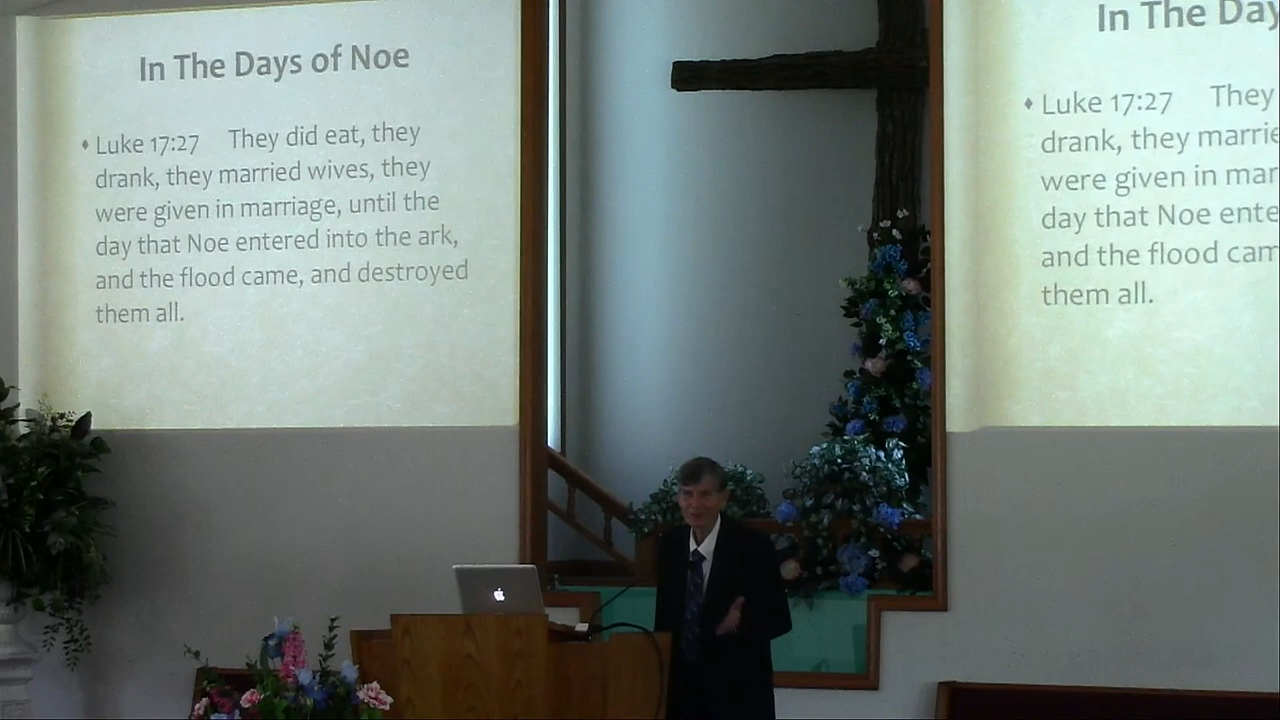 In The Days of Noe
Luke 17:27 They did eat, they
drank, they married wives, they
were given in marriage, until the
day that Noe entered into the ark,
and the flood came, and destroyed
them all.
In The Day
Luke 17:27 They
drank, they marrie
were given in mar
day that Noe ente
and the flood cam
them all.